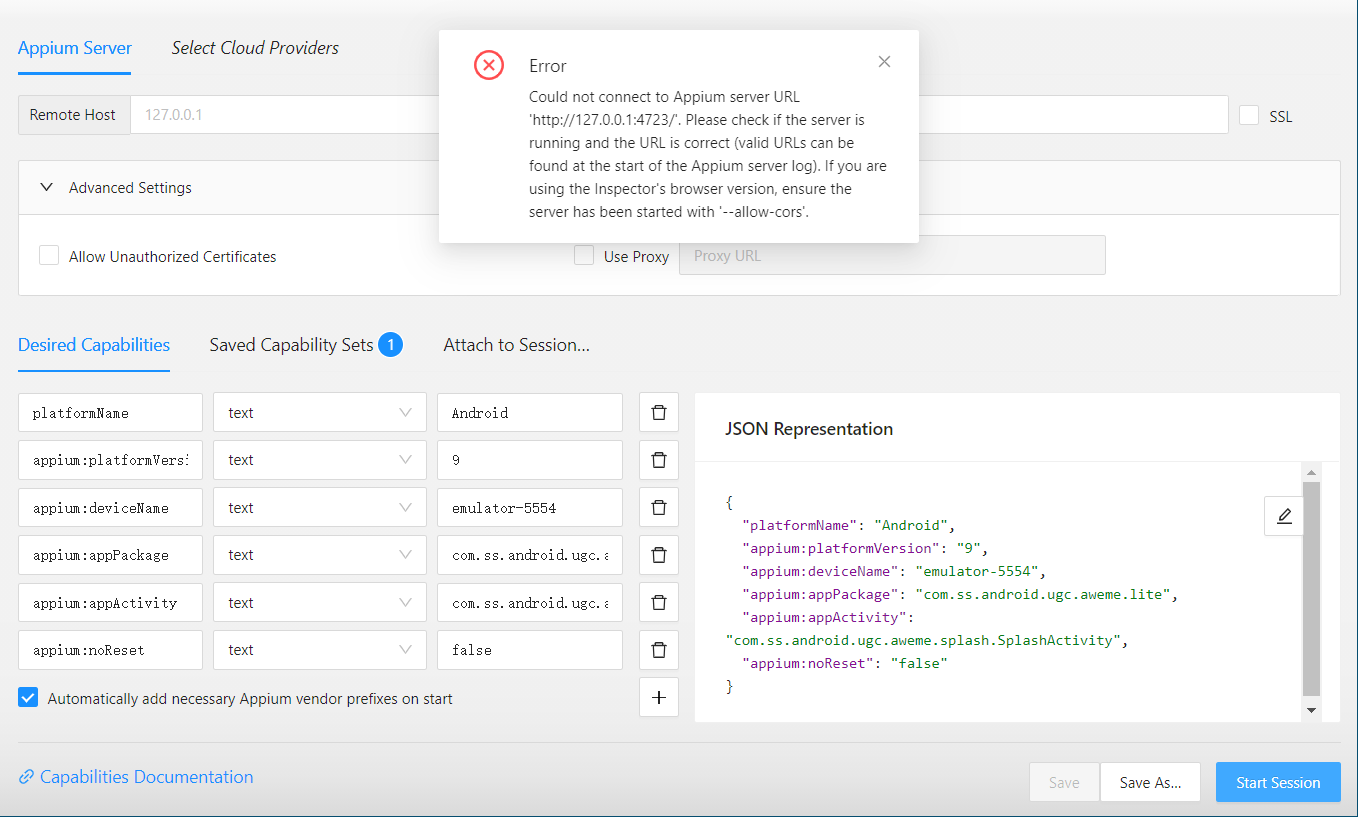 Appium Server
Select Cloud Providers
Error
Could not connect to Appium server URL
'http://127.0.0.1:4723/'. Please check if the server is
running and the URL is correct (valid URLs can be
found at the start of the Appium server log). If you are
using the Inspector's browser version, ensure the
server has been started with '--allow-cors'.
Remote Host
127.0.0.1
SSL
Advanced Settings
Allow Unauthorized Certificates
Use Proxy
Proxy URL
Desired Capabilities
Saved Capability Sets 1
Attach to Session...
platformName
text
Android
appium:platformVersi
text
9
appium:deviceName
text
emulator-5554
appium:appPackage
text
com.ss.android.ugc.a
appium:appActivity
text
com.ss.android.ugc.a
appium:noReset
text
false
Automatically add necessary Appium vendor prefixes on start
JSON Representation
{
"platformName": "Android",
"appium:platformVersion": "9",
"appium:deviceName": "emulator-5554",
"appium:appPackage": "com.ss.android.ugc.aweme.lite",
"appium:appActivity":
"com.ss.android.ugc.aweme.splash.SplashActivity",
"appium:noReset": "false"
}
Capabilities Documentation
Save
Save As...
Start Session